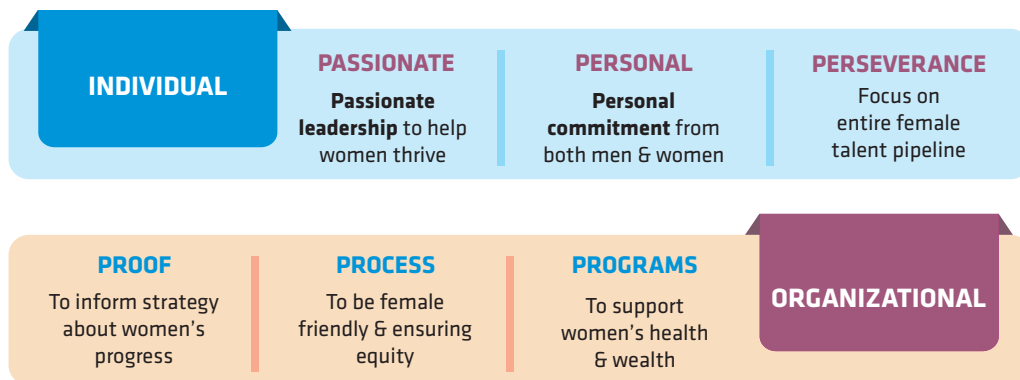 INDIVIDUAL
PASSIONATE
Passionate
leadership to help
women thrive
PERSONAL
Personal
commitment from
both men & women
PERSEVERANCE
Focus on
entire female
talent pipeline
PROOF
To inform strategy
about women’s
progress
PROCESS
To be female
friendly & ensuring
equity
PROGRAMS
To support
women’s health
& wealth
ORGANIZATIONAL